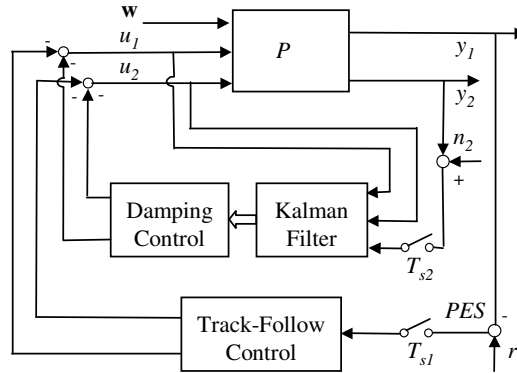 w
- u1
P
y1
- u2
- -
y2
n2
+
Damping
Control
Kalman
Filter
Ts2
Track-Follow
Control
PES -
Ts1
r